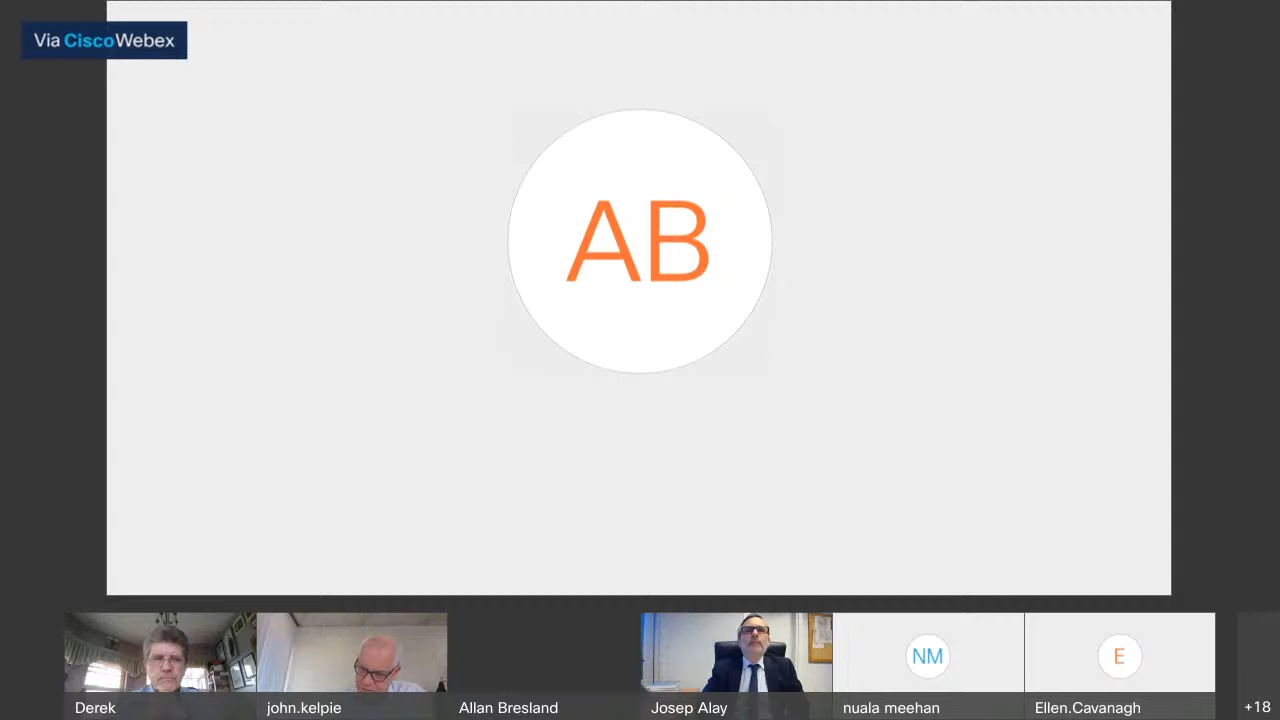 Via CiscoWebex
AB
NM
E
Derek
john.kelpie
Allan Bresland
Josep Alay
nuala meehan
Ellen.Cavanagh
+18